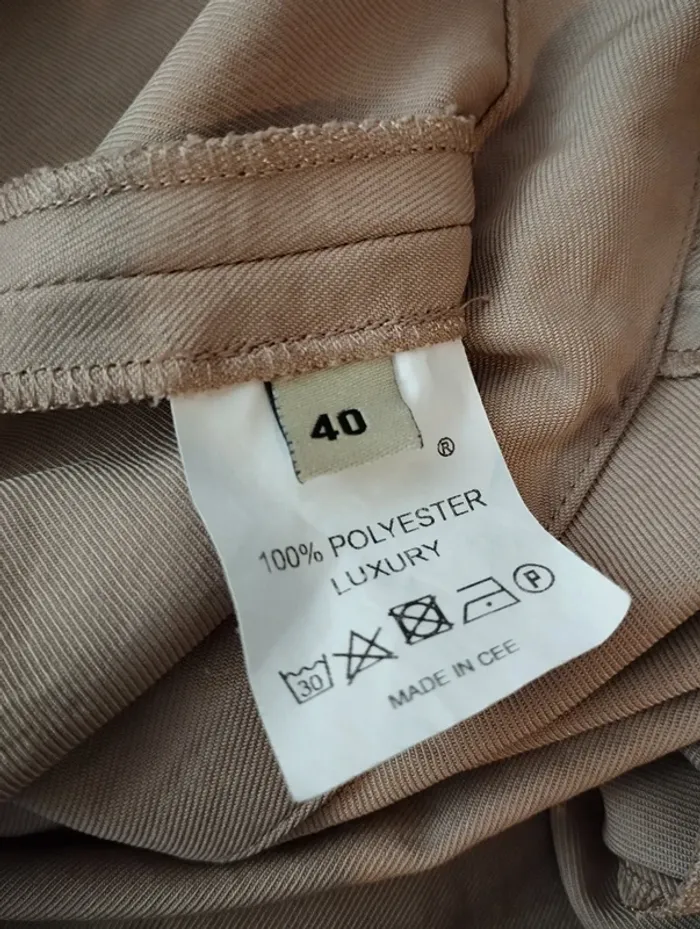 40
®
100% POLYESTER
LUXURY
30 P
MADE IN CEE